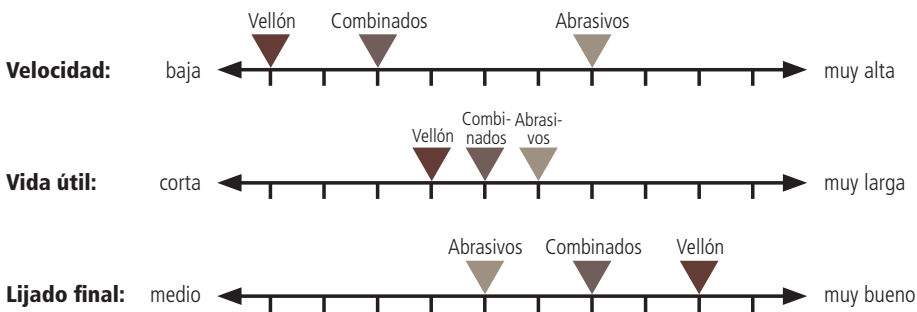 Vellón Combinados Abrasivos
Velocidad: baja muy alta
Vellón Combi-nados Abrasi-vos
Vida útil: corta muy larga
Abrasivos Combinados Vellón
Lijado final: medio muy bueno